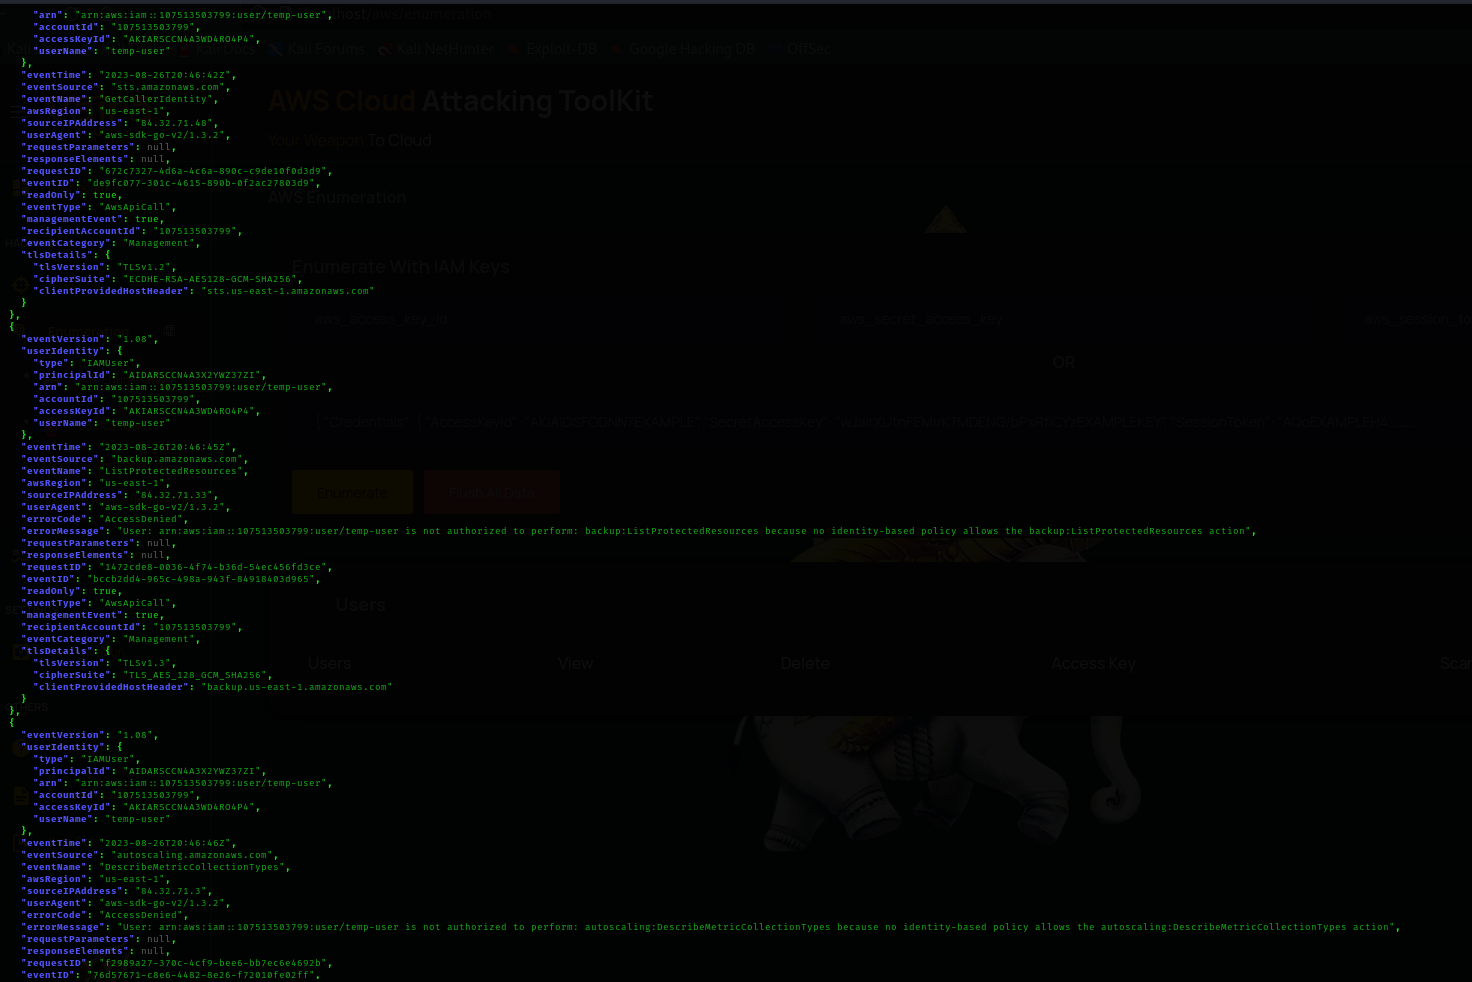 "arn": "arn:aws:iam::107513503799:user/temp-user",
"accountId": "107513503799",
"accessKeyId": "AKIARSCCN4A3WD4RO4P4",
"userName": "temp-user"
},
"eventTime": "2023-08-26T20:46:42Z",
"eventSource": "sts.amazonaws.com",
"eventName": "GetCallerIdentity",
"awsRegion": "us-east-1",
"sourceIPAddress": "84.32.71.48",
"userAgent": "aws-sdk-go-v2/1.3.2",
"requestParameters": null,
"responseElements": null,
"requestID": "672c7327-4d6a-4c6a-890c-c9de10f0d3d9",
"eventID": "de9fc077-301c-4615-890b-0f2ac27803d9",
"readOnly": true,
"eventType": "AwsApiCall",
"managementEvent": true,
"recipientAccountId": "107513503799",
"eventCategory": "Management",
"tlsDetails": {
"tlsVersion": "TLSv1.2",
"cipherSuite": "ECDHE-RSA-AES128-GCM-SHA256",
"clientProvidedHostHeader": "sts.us-east-1.amazonaws.com"
}
},
{
"eventVersion": "1.08",
"userIdentity": {
"type": "IAMUser",
"principalId": "AIDARSCCN4A3X2YWZ37ZI",
"arn": "arn:aws:iam::107513503799:user/temp-user",
"accountId": "107513503799",
"accessKeyId": "AKIARSCCN4A3WD4RO4P4",
"userName": "temp-user"
},
"eventTime": "2023-08-26T20:46:45Z",
"eventSource": "backup.amazonaws.com",
"eventName": "ListProtectedResources",
"awsRegion": "us-east-1",
"sourceIPAddress": "84.32.71.33",
"userAgent": "aws-sdk-go-v2/1.3.2",
"errorCode": "AccessDenied",
"errorMessage": "User: arn:aws:iam::107513503799:user/temp-user is not authorized to perform: backup:ListProtectedResources because no identity-based policy allows the backup:ListProtectedResources action",
"requestParameters": null,
"responseElements": null,
"requestID": "1472cde8-0036-4f74-b36d-54ec456fd3ce",
"eventID": "bccb2dd4-965c-498a-943f-84918403d965",
"readOnly": true,
"eventType": "AwsApiCall",
"managementEvent": true,
"recipientAccountId": "107513503799",
"eventCategory": "Management",
"tlsDetails": {
"tlsVersion": "TLSv1.3",
"cipherSuite": "TLS_AES_128_GCM_SHA256",
"clientProvidedHostHeader": "backup.us-east-1.amazonaws.com"
}
},
{
"eventVersion": "1.08",
"userIdentity": {
"type": "IAMUser",
"principalId": "AIDARSCCN4A3X2YWZ37ZI",
"arn": "arn:aws:iam::107513503799:user/temp-user",
"accountId": "107513503799",
"accessKeyId": "AKIARSCCN4A3WD4RO4P4",
"userName": "temp-user"
},
"eventTime": "2023-08-26T20:46:46Z",
"eventSource": "autoscaling.amazonaws.com",
"eventName": "DescribeMetricCollectionTypes",
"awsRegion": "us-east-1",
"sourceIPAddress": "84.32.71.3",
"userAgent": "aws-sdk-go-v2/1.3.2",
"errorCode": "AccessDenied",
"errorMessage": "User: arn:aws:iam::107513503799:user/temp-user is not authorized to perform: autoscaling:DescribeMetricCollectionTypes because no identity-based policy allows the autoscaling:DescribeMetricCollectionTypes action",
"requestParameters": null,
"responseElements": null,
"requestID": "f2989a27-370c-4cf9-bee6-bb7ec6e4692b",
"eventID": "76d57671-c8e6-4482-8e26-f72010fe02ff",
Kali Forums Kali NetHunter Exploit-DB Google Hacking DB OffSec
AWS Cloud Attacking ToolKit
Your Weapon To Cloud
AWS Enumeration
Enumerate With IAM Keys
aws_access_key_id aws_secret_access_key
OR
Enumerate Flush All Data
Users
Users View Delete Access Key